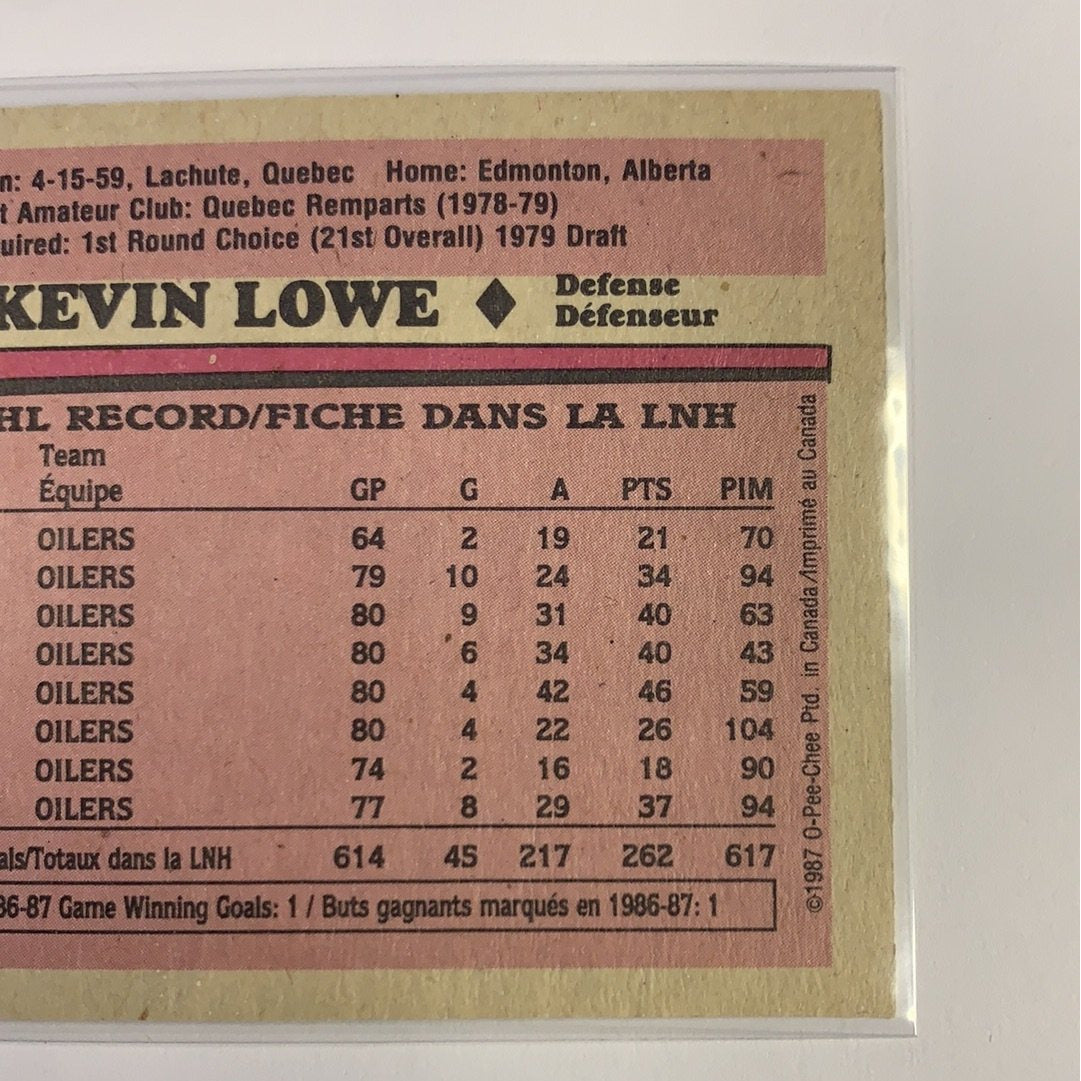 n: 4-15-59, Lachute, Quebec Home: Edmonton, Alberta
t Amateur Club: Quebec Remparts (1978-79)
uired: 1st Round Choice (21st Overall) 1979 Draft
KEVIN LOWE ♦ Defense
Défenseur
HL RECORD/FICHE DANS LA LNH
Team
Équipe GP G A PTS PIM
OILERS 64 2 19 21 70
OILERS 79 10 24 34 94
OILERS 80 9 31 40 63
OILERS 80 6 34 40 43
OILERS 80 4 42 46 59
OILERS 80 4 22 26 104
OILERS 74 2 16 18 90
OILERS 77 8 29 37 94
als/Totaux dans la LNH 614 45 217 262 617
86-87 Game Winning Goals: 1 / Buts gagnants marqués en 1986-87: 1
©1987 O-Pee-Chee Ptd. in Canada/Imprimé au Canada